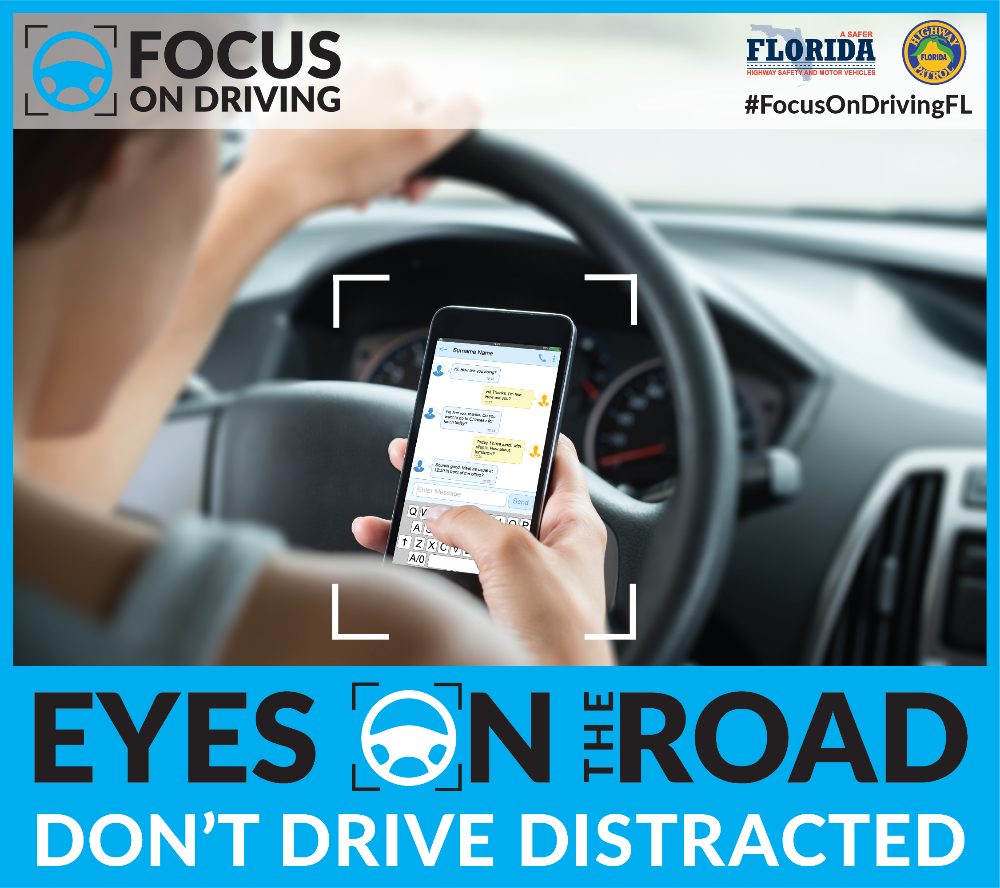 FOCUS
ON DRIVING
A SAFER
FLORIDA
HIGHWAY SAFETY AND MOTOR VEHICLES
HIGHWAY
FLORIDA
PATROL
#FocusOnDrivingFL
97%
Surname Name
Hi, How are you doing?
10:15
Hi! Thanks, I'm fine.
How are you?
10:17
I'm fine too, thanks. Do you
want to go to Chineese for
lunch today?
10:18
Today, I have lunch with
clients. How about
tomorrow?
10:20
Sounds good. Meet as usual at
12:30 in front of the office?
10:23
Enter Message
Send
Q W I O P
A S
Z X C V
A/0
EYES ON THE ROAD
DON'T DRIVE DISTRACTED